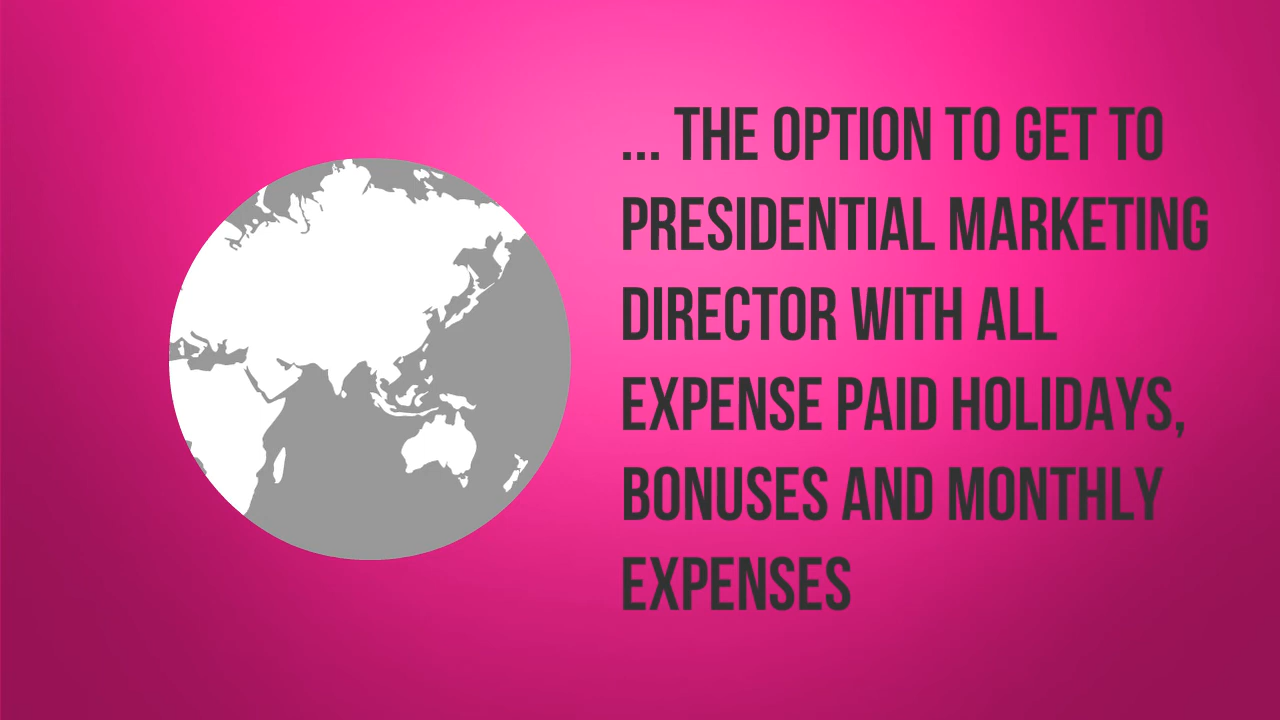 ... THE OPTION TO GET TO
PRESIDENTIAL MARKETING
DIRECTOR WITH ALL
EXPENSE PAID HOLIDAYS,
BONUSES AND MONTHLY
EXPENSES